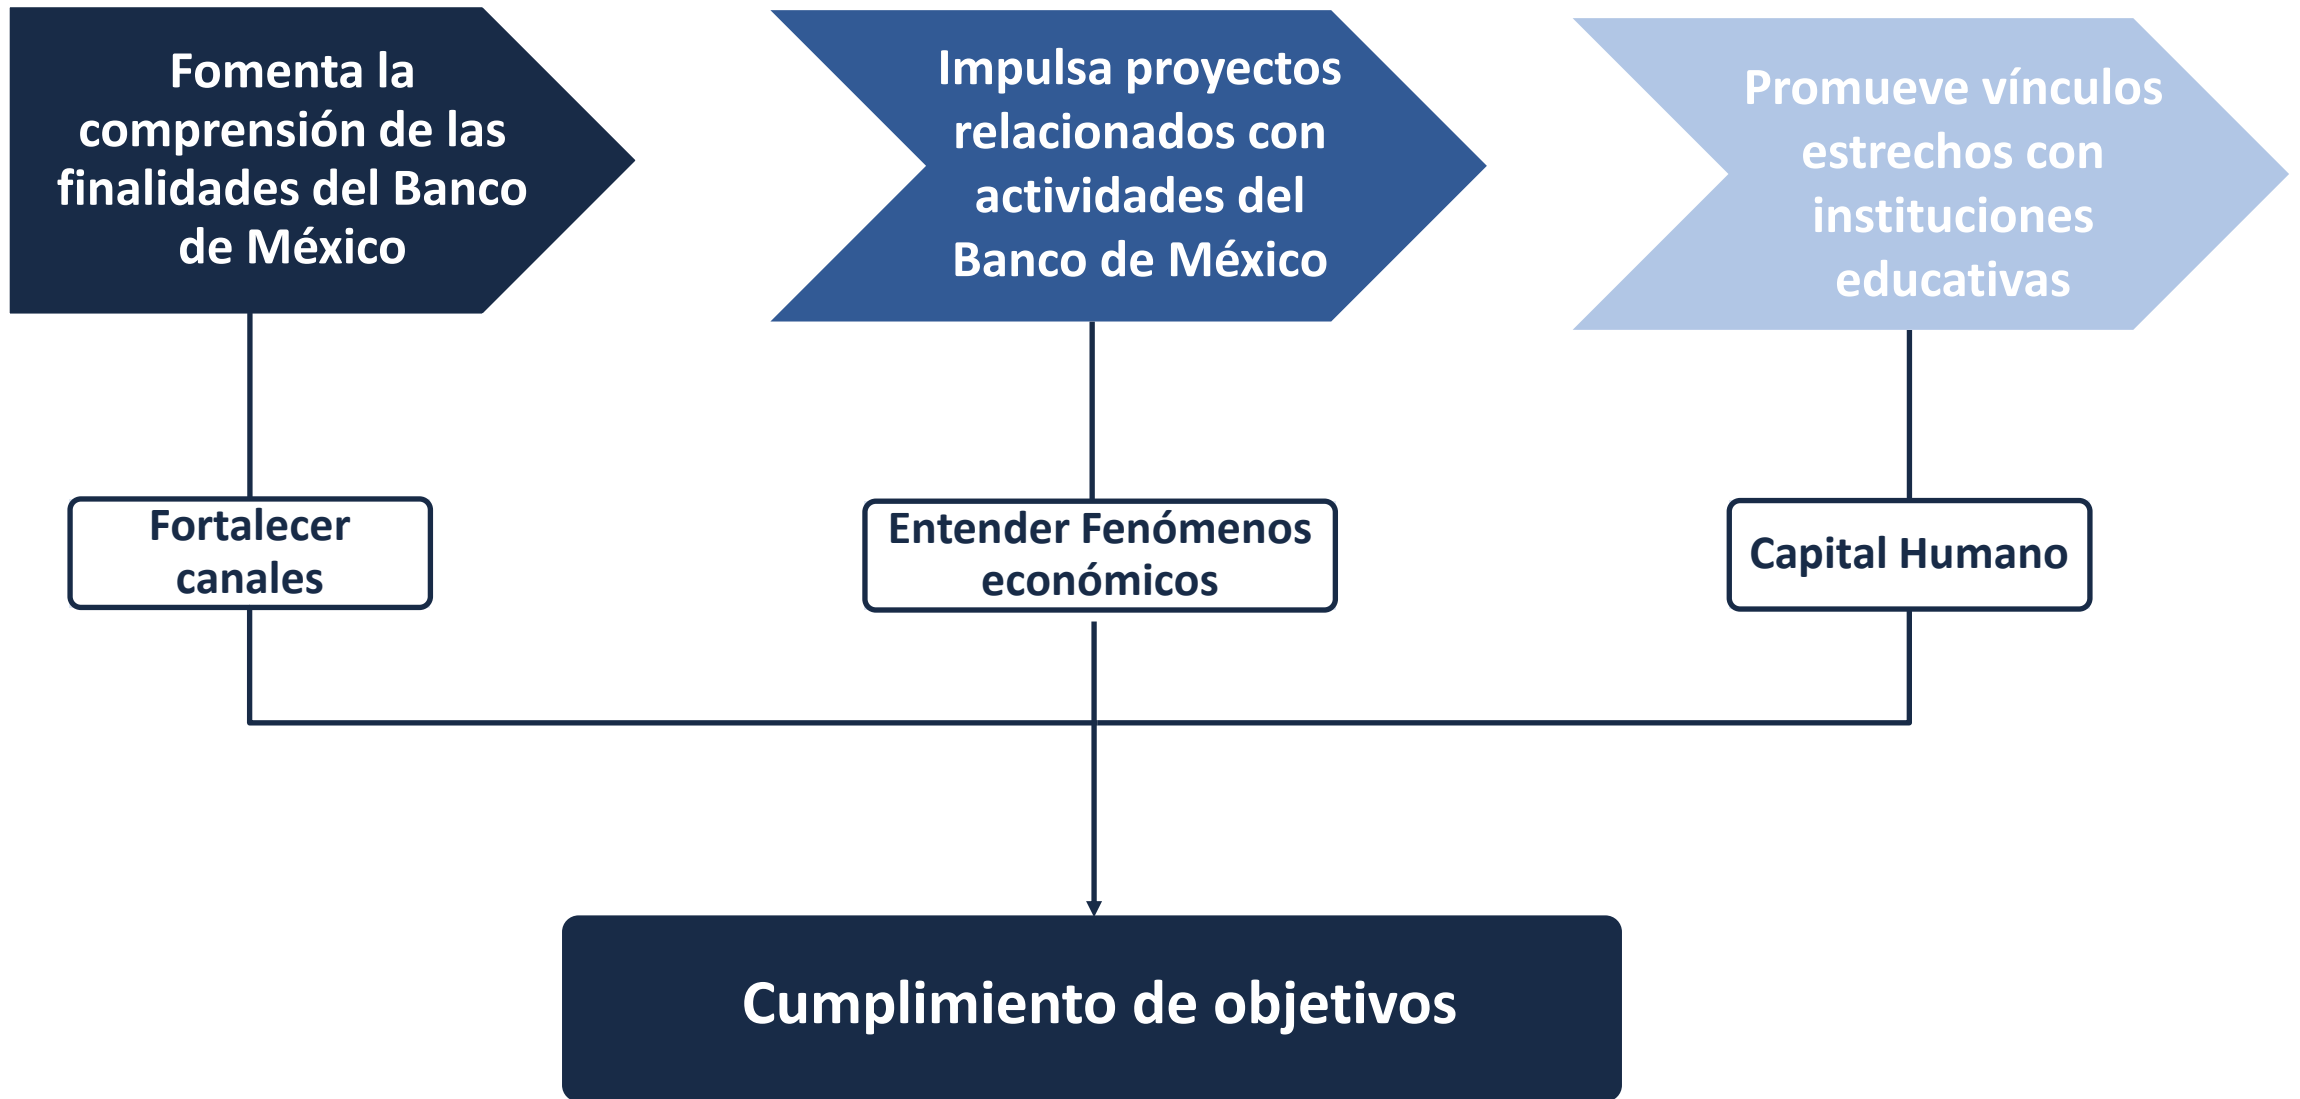 Fomenta la
comprensión de las
finalidades del Banco
de México
Impulsa proyectos
relacionados con
actividades del
Banco de México
Promueve vínculos
estrechos con
instituciones
educativas
Fortalecer
canales
Entender Fenómenos
económicos
Capital Humano
Cumplimiento de objetivos